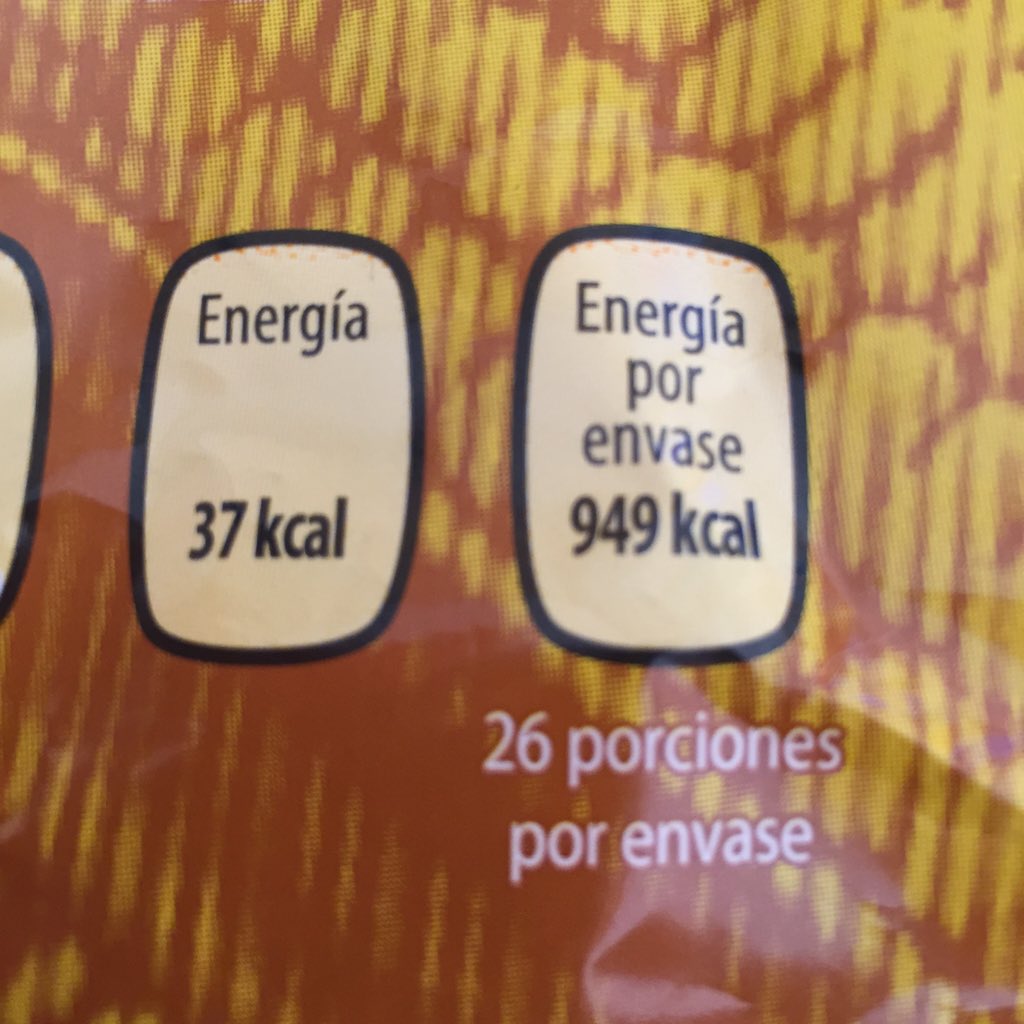 Energía
37 kcal
Energía
por
envase
949 kcal
26 porciones
por envase